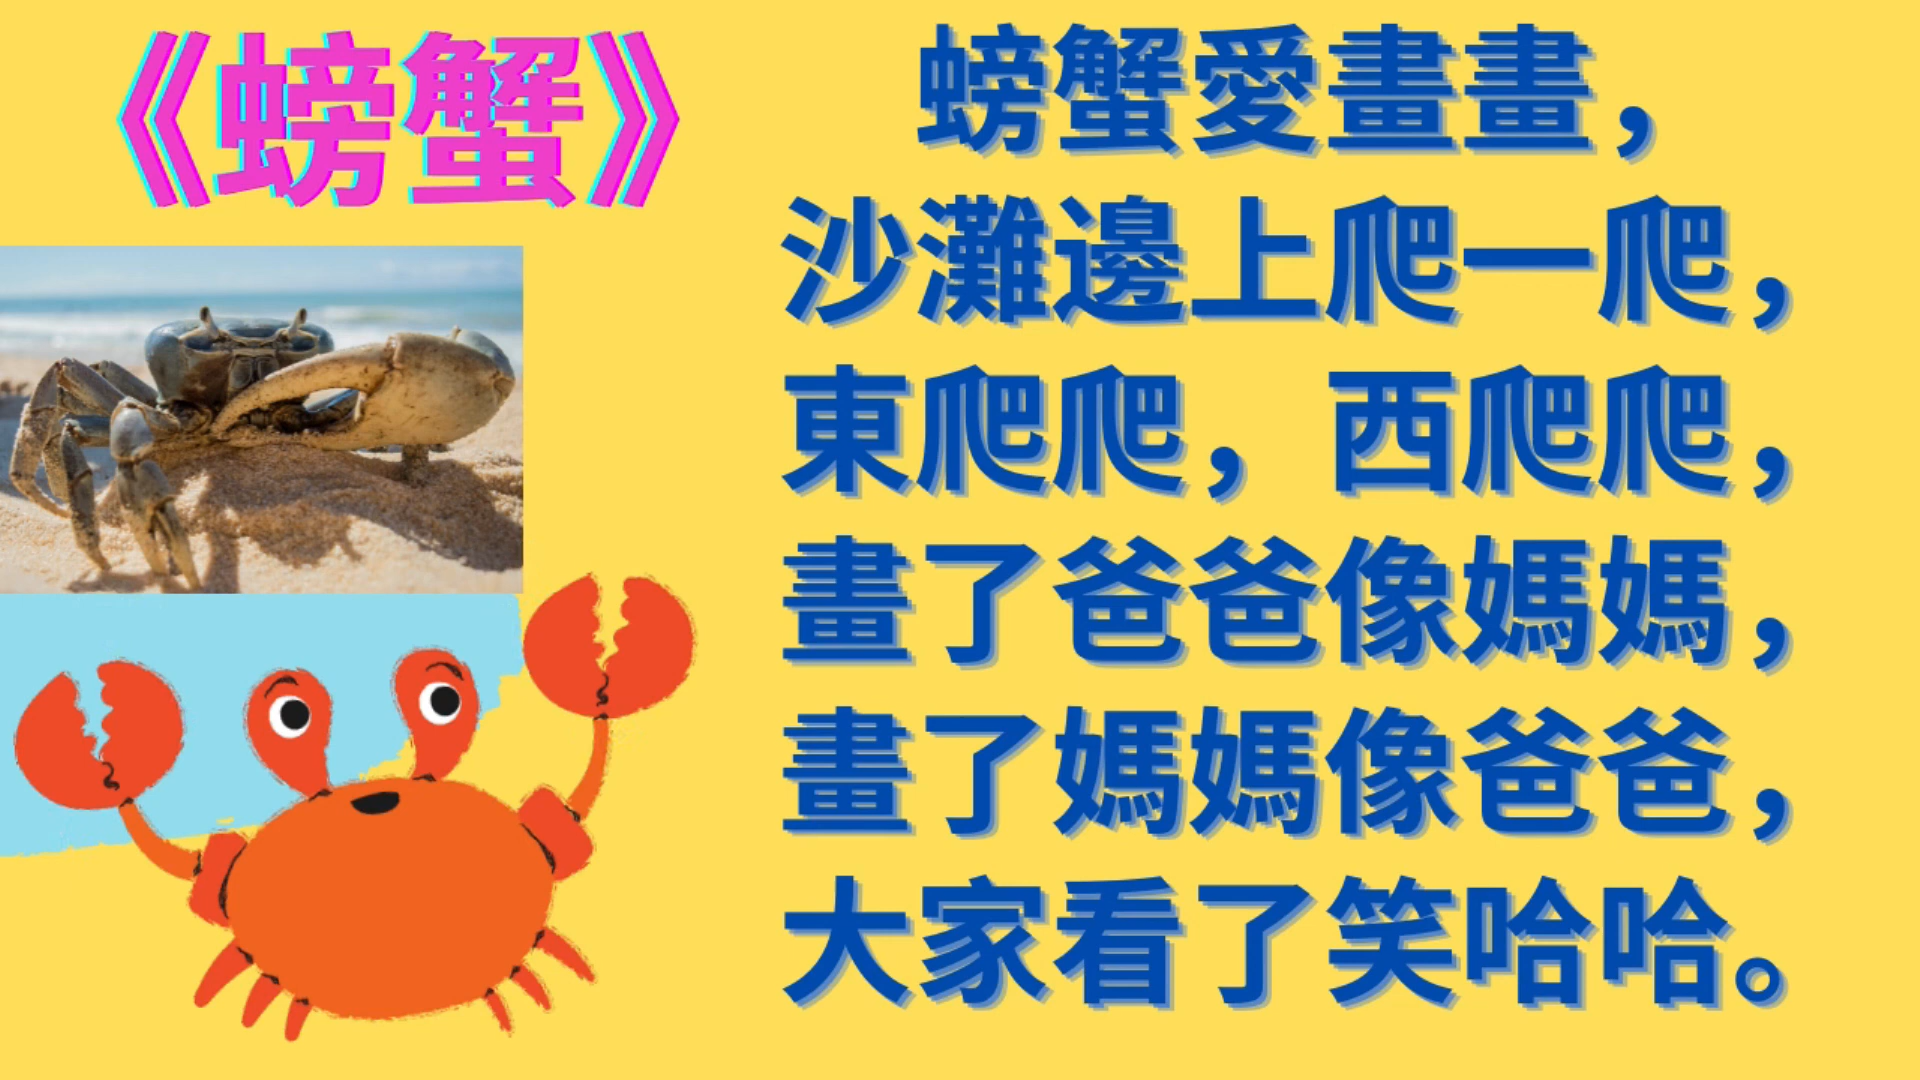 《螃蟹》
螃蟹愛畫畫，
沙灘邊上爬一爬，
東爬爬，西爬爬，
畫了爸爸像媽媽，
畫了媽媽像爸爸，
大家看了笑哈哈。